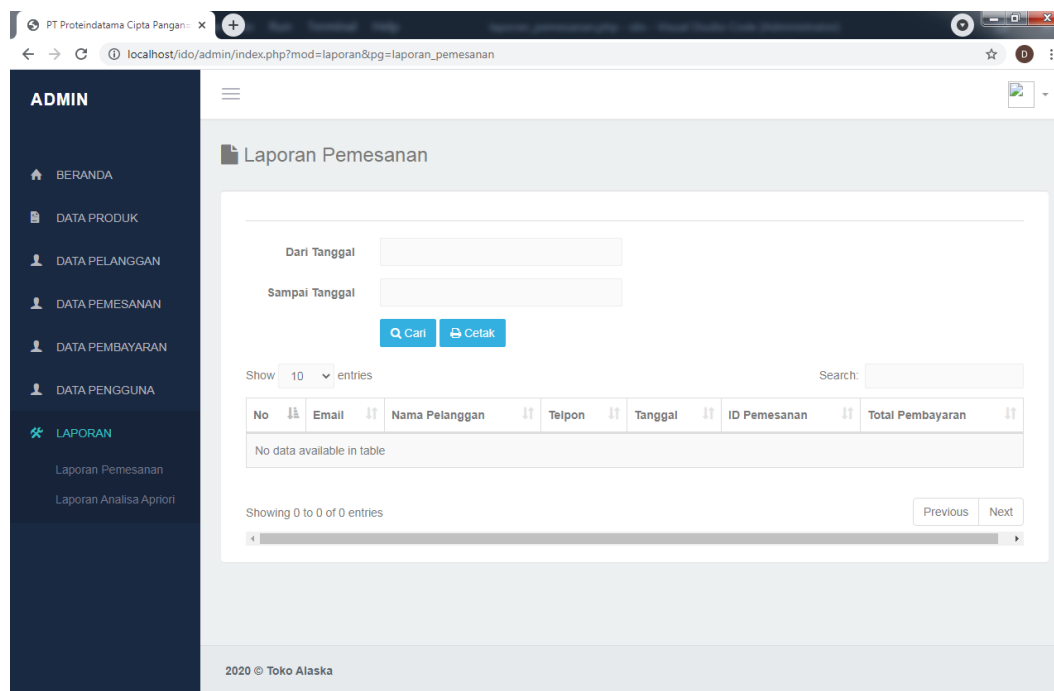 PT Proteindatama Cipta Pangan
localhost/ido/admin/index.php?mod=laporan&pg=laporan_pemesanan
D
ADMIN
BERANDA
DATA PRODUK
DATA PELANGGAN
DATA PEMESANAN
DATA PEMBAYARAN
DATA PENGGUNA
LAPORAN
Laporan Pemesanan
Laporan Analisa Apriori
Laporan Pemesanan
Dari Tanggal
Sampai Tanggal
Cari Cetak
Show 10 entries Search:
No Email Nama Pelanggan Telpon Tanggal ID Pemesanan Total Pembayaran
No data available in table
Showing 0 to 0 of 0 entries Previous Next
2020 © Toko Alaska